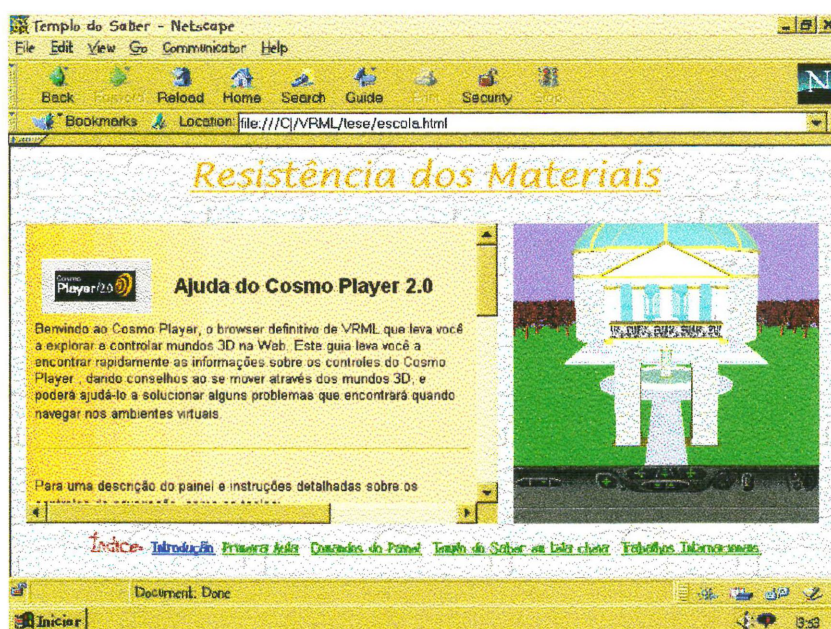 Templo do Saber - Netscape
File Edit View Go Communicator Help
Back Forward Reload Home Search Guide Print Security Stop
Bookmarks Location: file:///C|/VRML/tese/escola.html
Resistência dos Materiais
Cosmo Player 2.0
Ajuda do Cosmo Player 2.0
Benvindo ao Cosmo Player, o browser definitivo de VRML que leva você
a explorar e controlar mundos 3D na Web. Este guia leva você a
encontrar rapidamente as informações sobre os controles do Cosmo
Player , dando conselhos ao se mover através dos mundos 3D, e
poderá ajudá-lo a solucionar alguns problemas que encontrará quando
navegar nos ambientes virtuais.
Para uma descrição do painel e instruções detalhadas sobre os
Índice- Introdução Primeira Aula Comandos do Painel Templo do Saber em tela cheia Trabalhos Internacionais
Document: Done
Iniciar 13:53